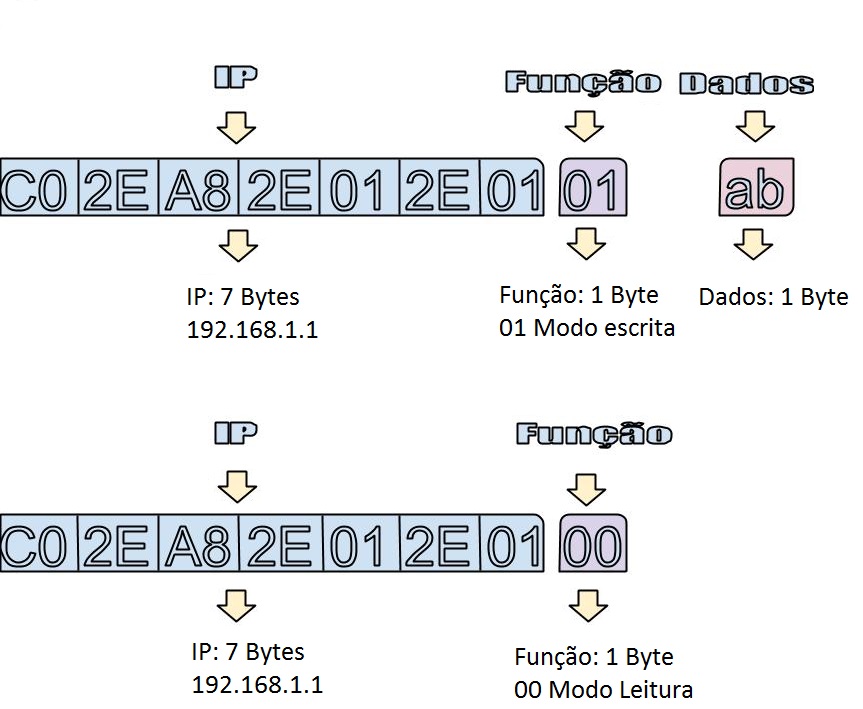 IP Função Dados
C0 2E A8 2E 01 2E 01 01 ab
IP: 7 Bytes
192.168.1.1
Função: 1 Byte
01 Modo escrita
Dados: 1 Byte
IP Função
C0 2E A8 2E 01 2E 01 00
IP: 7 Bytes
192.168.1.1
Função: 1 Byte
00 Modo Leitura